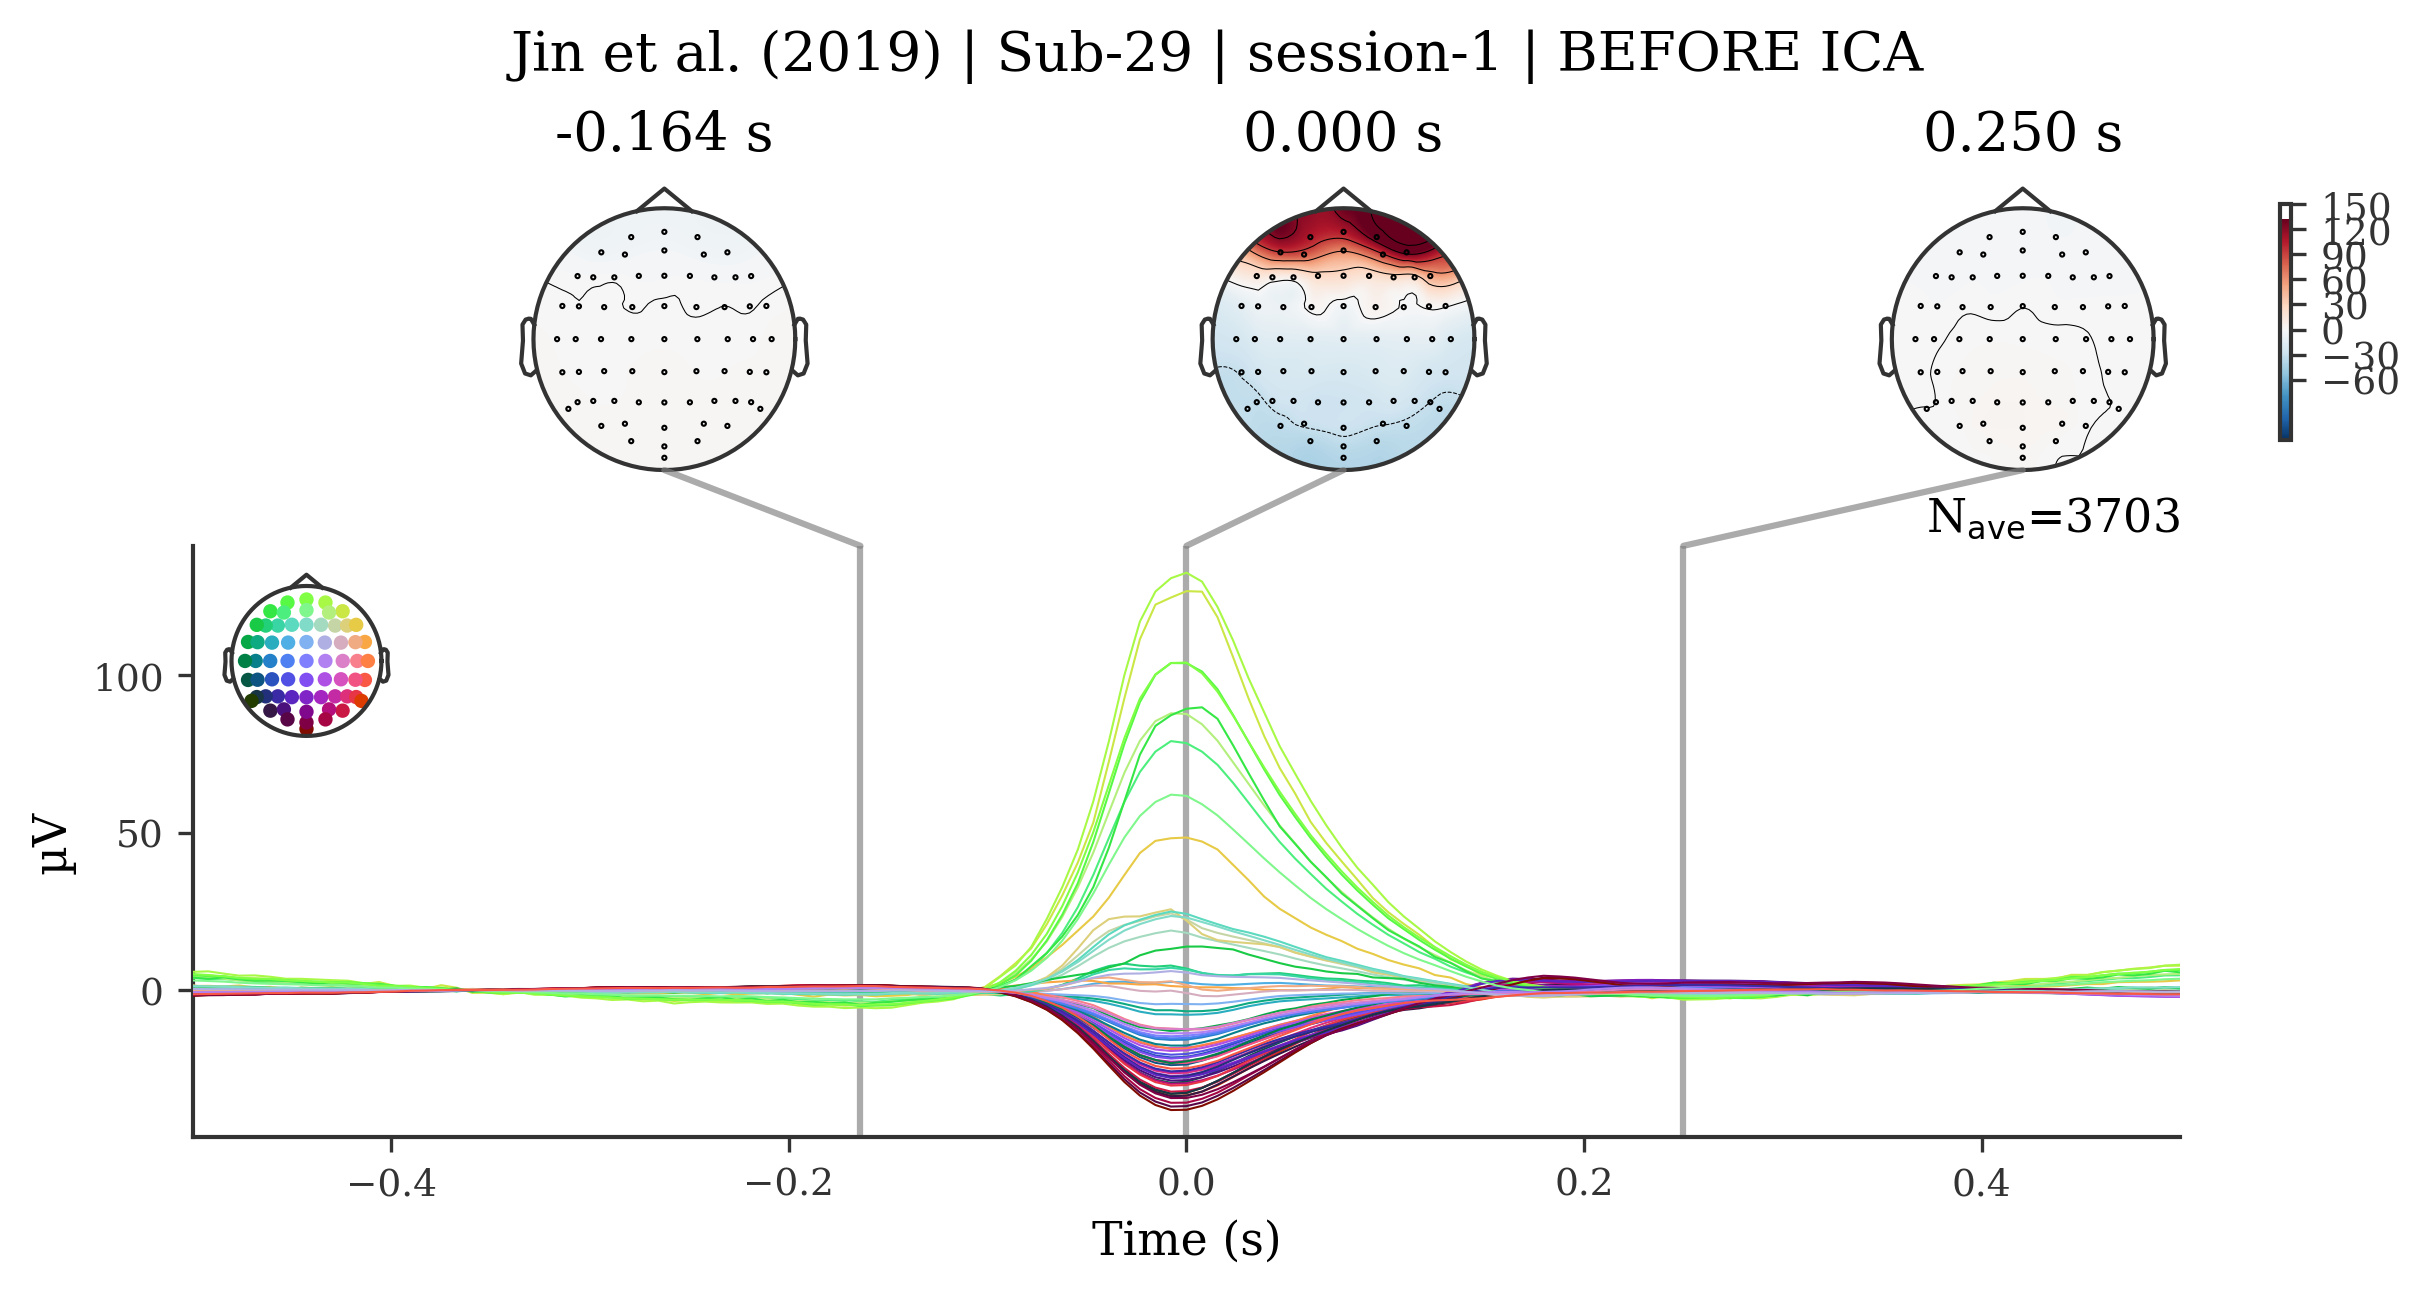 Jin et al. (2019) | Sub-29 | session-1 | BEFORE ICA
-0.164 s
0.000 s
0.250 s
150
120
90
60
30
0
−30
−60
Nave=3703
μV
100
50
0
−0.4
−0.2
0.0
0.2
0.4
Time (s)